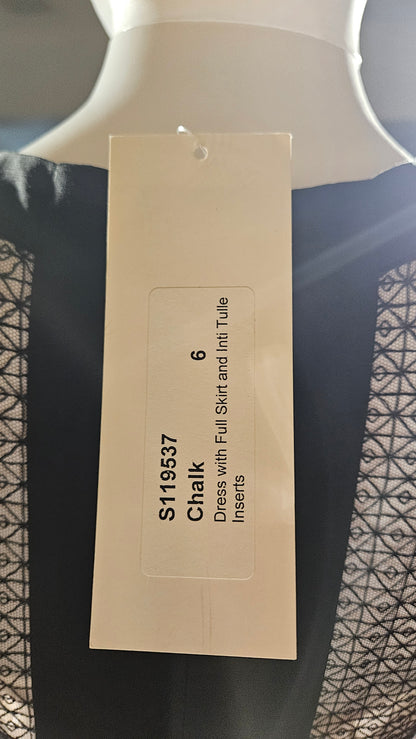 S119537
Chalk 6
Dress with Full Skirt and Inti Tulle
Inserts